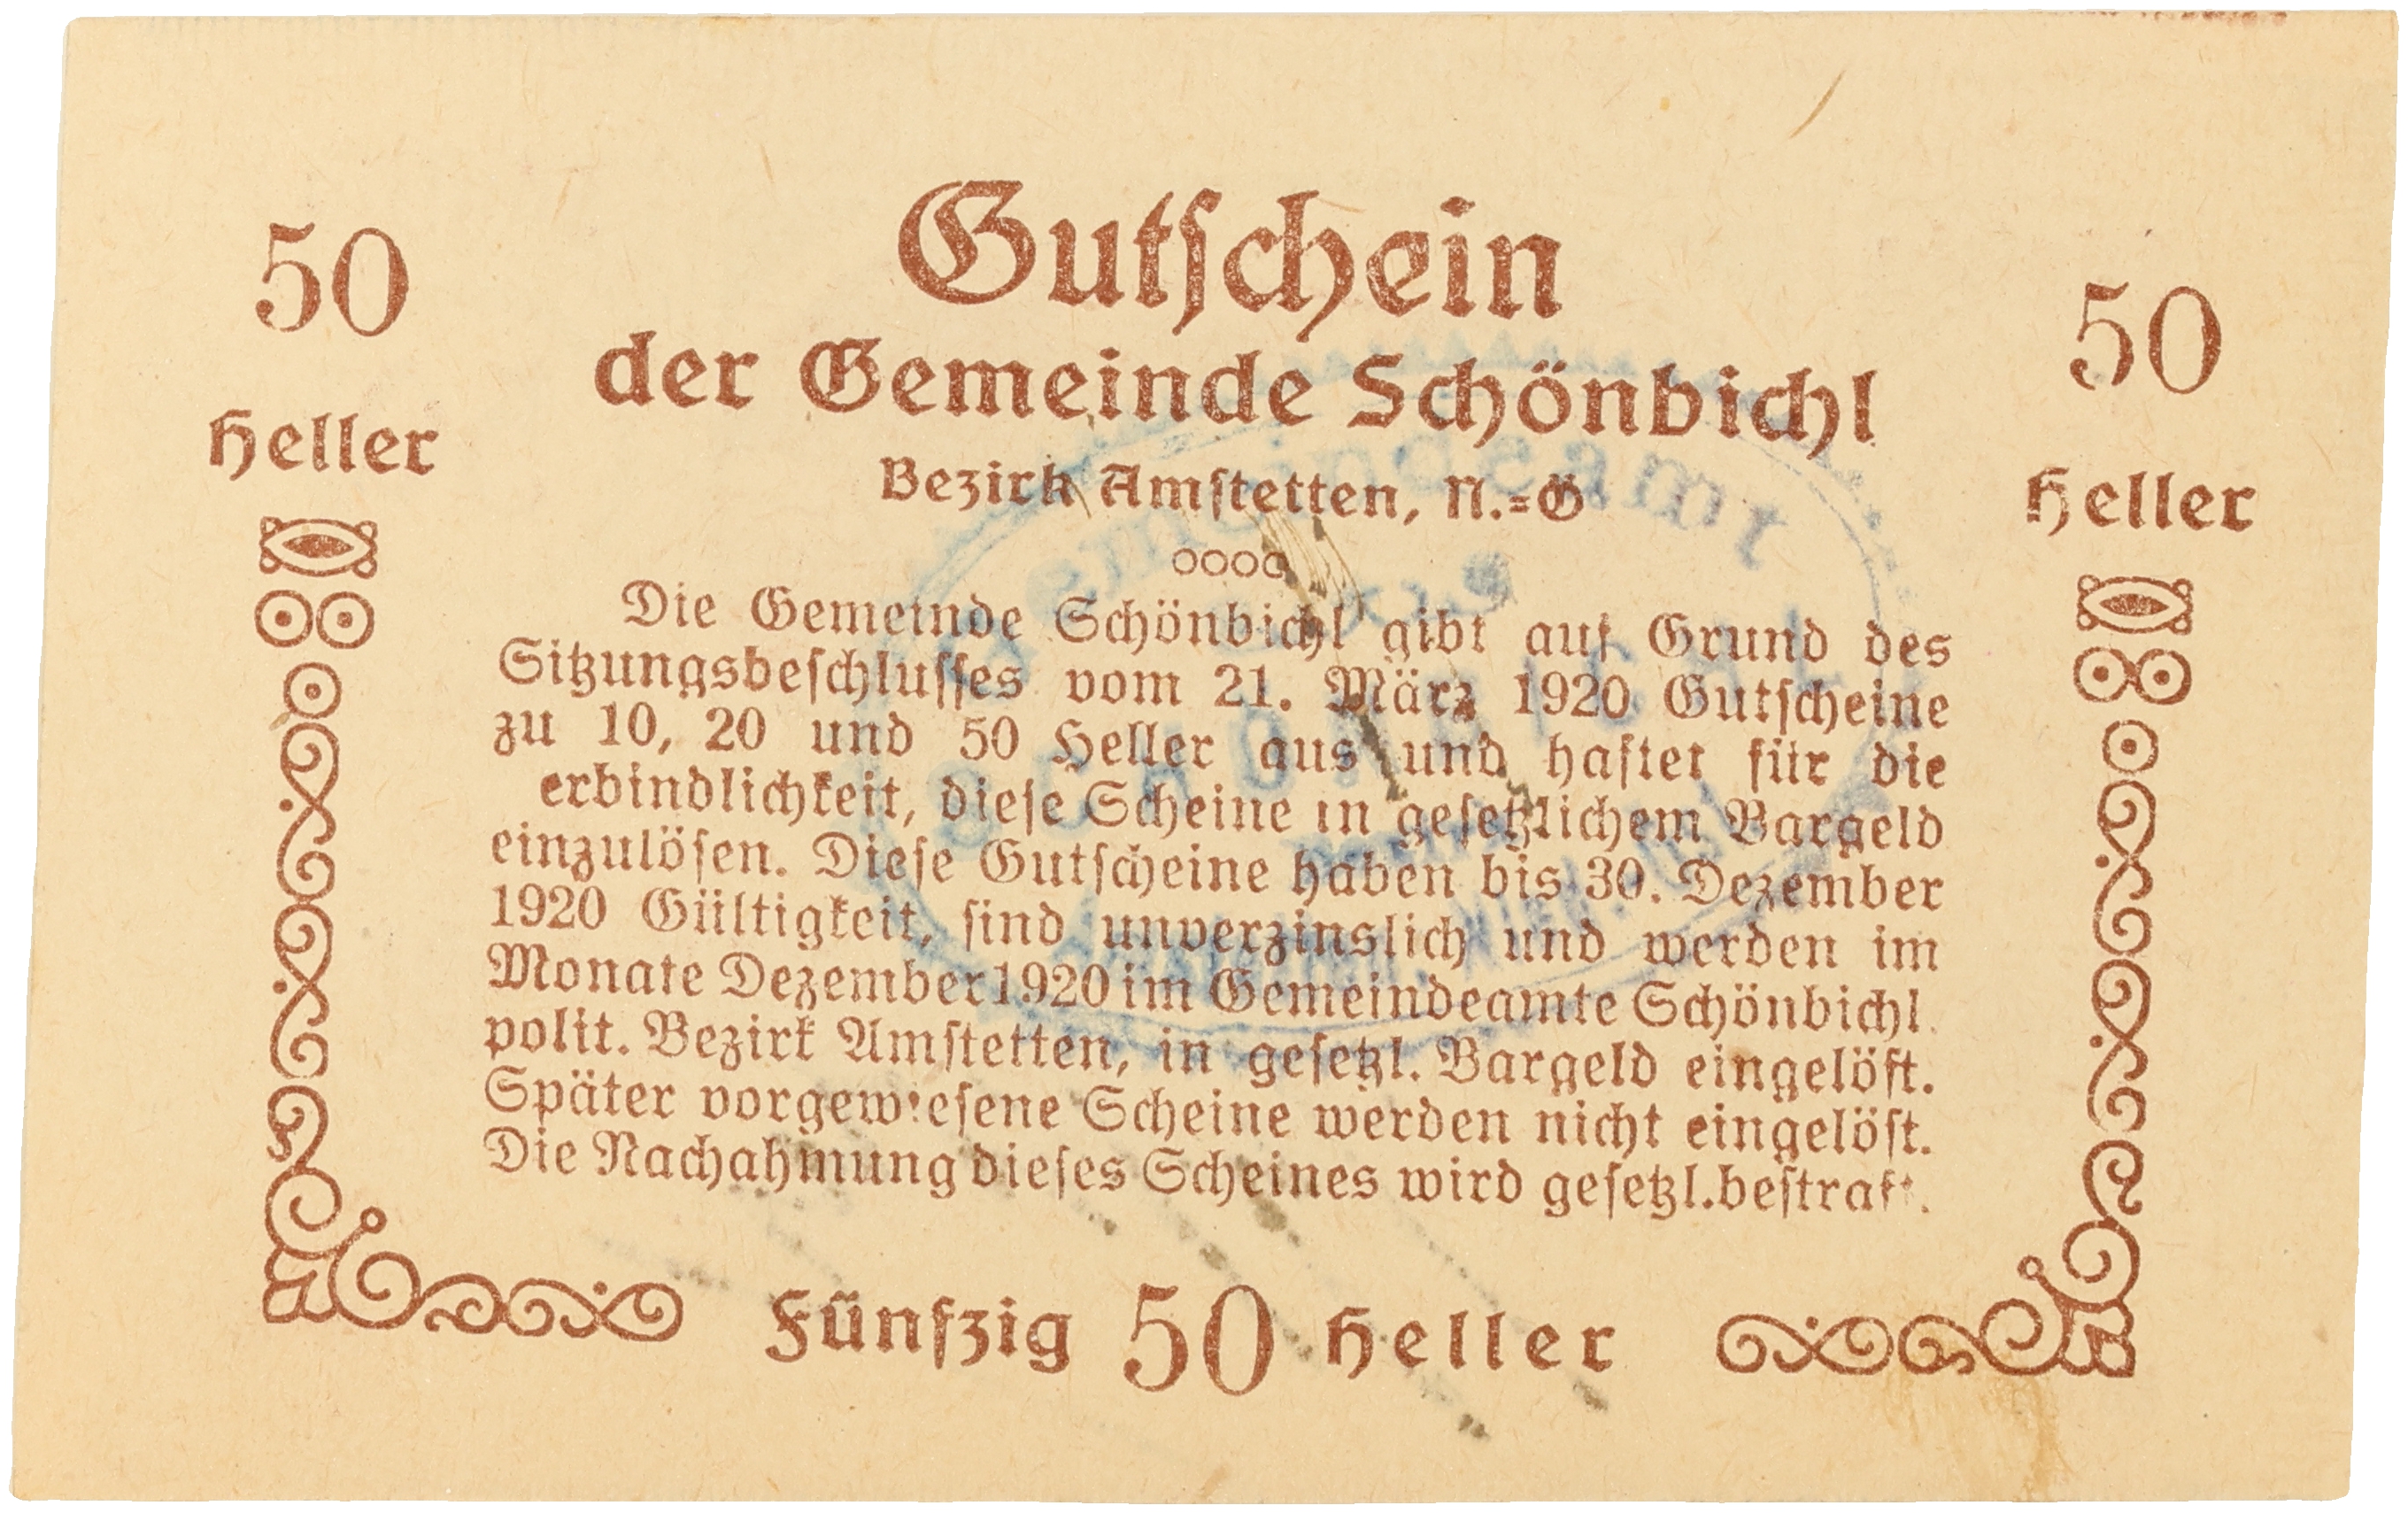 Gutschein
50
50
der Gemeinde Schönbichl
Heller
Heller
Bezirk Amstetten, N.=Ö
Die Gemeinde Schönbichl gibt auf Grund des
Sitzungsbeschlusses vom 21. März 1920 Gutscheine
zu 10, 20 und 50 Heller aus und haftet für die
erbindlichkeit, diese Scheine in gesetzlichem Bargeld
einzulösen. Diese Gutscheine haben bis 30. Dezember
1920 Gültigkeit, sind unverzinslich und werden im
Monate Dezember 1920 im Gemeindeamte Schönbichl
polit. Bezirk Amstetten, in gesetzl. Bargeld eingelöst.
Später vorgewiesene Scheine werden nicht eingelöst.
Die Nachahmung dieses Scheines wird gesetzl. bestraft.
Fünfzig 50 Heller